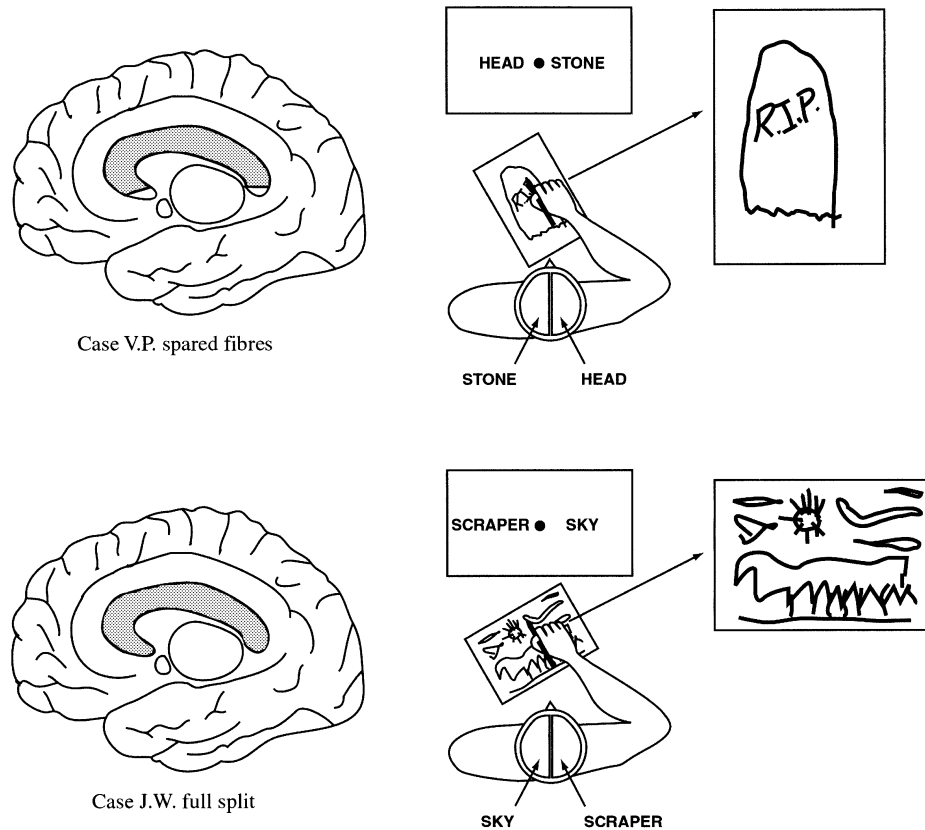 HEAD ● STONE
R.I.P.
R.I.P.
STONE HEAD
Case V.P. spared fibres
SCRAPER ● SKY
SKY SCRAPER
Case J.W. full split